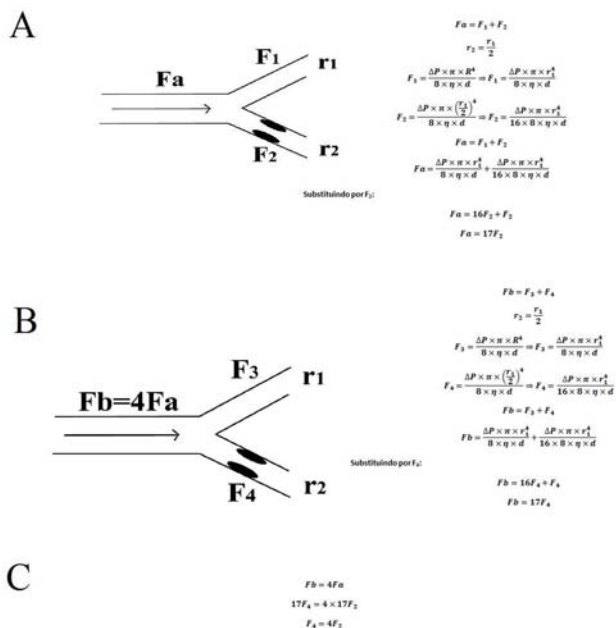 A
Fa
F1
r1
F2
r2
Fa = F₁ + F₂
r₂ = r₁/2
F₁ = (ΔP × π × R⁴)/(8 × η × d) ⇒ F₁ = (ΔP × π × r₁⁴)/(8 × η × d)
F₂ = (ΔP × π × (r₁/2)⁴)/(8 × η × d) ⇒ F₂ = (ΔP × π × r₁⁴)/(16 × 8 × η × d)
Fa = F₁ + F₂
Fa = (ΔP × π × r₁⁴)/(8 × η × d) + (ΔP × π × r₁⁴)/(16 × 8 × η × d)
Substituindo por F₂:
Fa = 16F₂ + F₂
Fa = 17F₂
B
Fb=4Fa
F3
r1
F4
r2
Fb = F₃ + F₄
r₂ = r₁/2
F₃ = (ΔP × π × R⁴)/(8 × η × d) ⇒ F₃ = (ΔP × π × r₁⁴)/(8 × η × d)
F₄ = (ΔP × π × (r₁/2)⁴)/(8 × η × d) ⇒ F₄ = (ΔP × π × r₁⁴)/(16 × 8 × η × d)
Fb = F₃ + F₄
Fb = (ΔP × π × r₁⁴)/(8 × η × d) + (ΔP × π × r₁⁴)/(16 × 8 × η × d)
Substituindo por F₄:
Fb = 16F₄ + F₄
Fb = 17F₄
C
Fb = 4Fa
17F₄ = 4 × 17F₂
F₄ = 4F₂